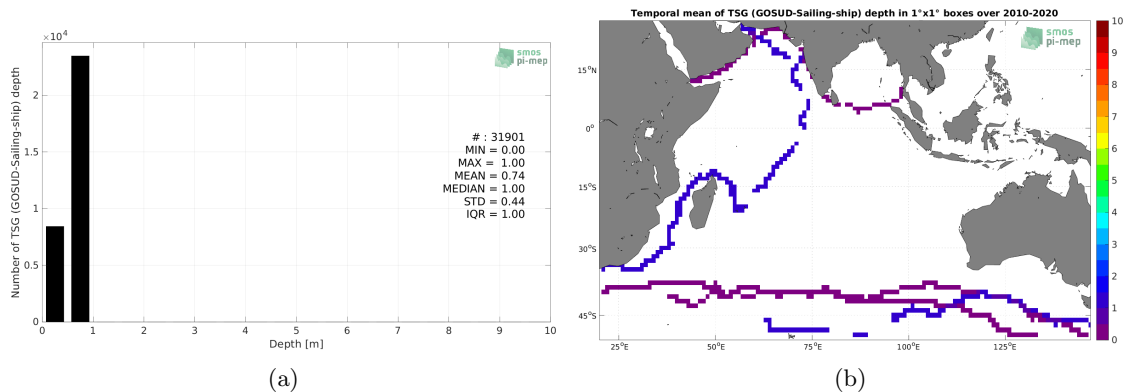 ×10⁴
2
1.5
1
0.5
0
0 1 2 3 4 5 6 7 8 9 10
Number of TSG (GOSUD-Sailing-ship) depth
Depth [m]
smos
pi-mep
# : 31901
MIN = 0.00
MAX = 1.00
MEAN = 0.74
MEDIAN = 1.00
STD = 0.44
IQR = 1.00
(a)
Temporal mean of TSG (GOSUD-Sailing-ship) depth in 1°x1° boxes over 2010-2020
smos
pi-mep
15°N
0°
15°S
30°S
45°S
25°E 50°E 75°E 100°E 125°E
10
9
8
7
6
5
4
3
2
1
0
(b)